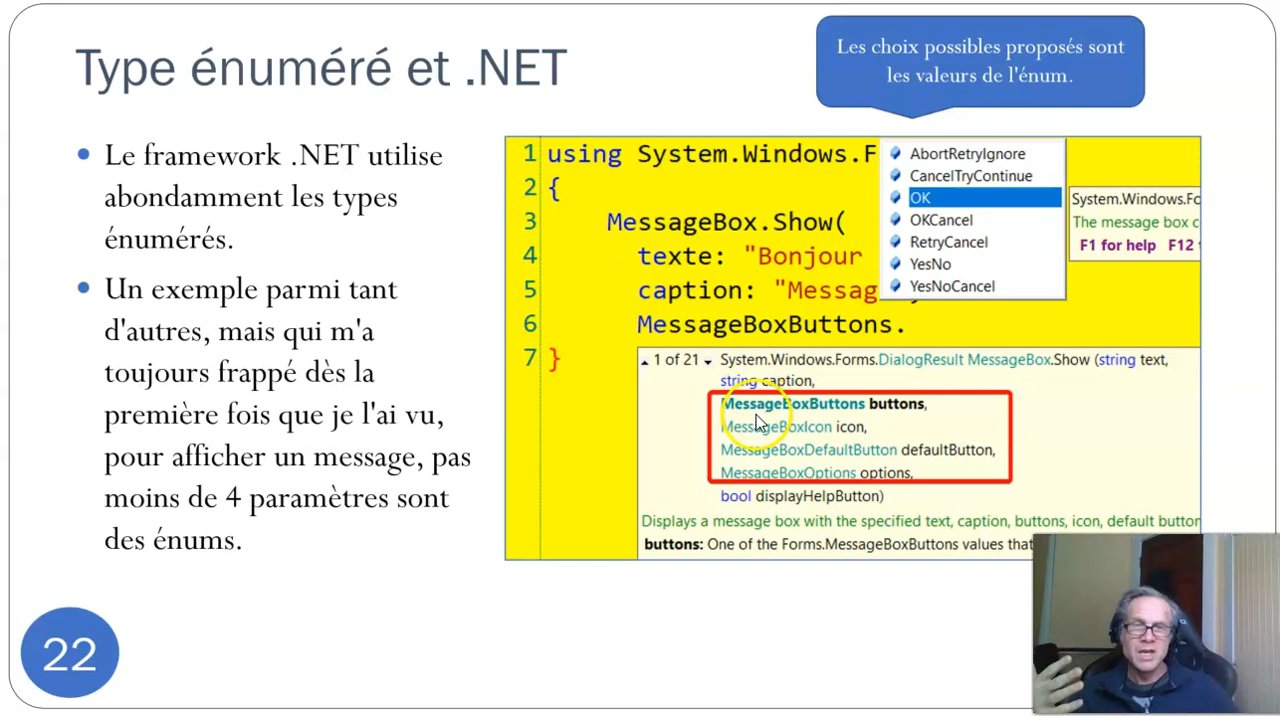 Type énuméré et .NET
Les choix possibles proposés sont
les valeurs de l'énum.
Le framework .NET utilise
abondamment les types
énumérés.
Un exemple parmi tant
d'autres, mais qui m'a
toujours frappé dès la
première fois que je l'ai vu,
pour afficher un message, pas
moins de 4 paramètres sont
des énums.
1 using System.Windows.F
2 {
3 MessageBox.Show(
4 texte: "Bonjour
5 caption: "Messag
6 MessageBoxButtons.
7 }
AbortRetryIgnore
CancelTryContinue
OK
OKCancel
RetryCancel
YesNo
YesNoCancel
System.Windows.Fo
The message box c
F1 for help F12
1 of 21 System.Windows.Forms.DialogResult MessageBox.Show (string text,
string caption,
MessageBoxButtons buttons,
MessageBoxIcon icon,
MessageBoxDefaultButton defaultButton,
MessageBoxOptions options,
bool displayHelpButton)
Displays a message box with the specified text, caption, buttons, icon, default button
buttons: One of the Forms.MessageBoxButtons values that
22